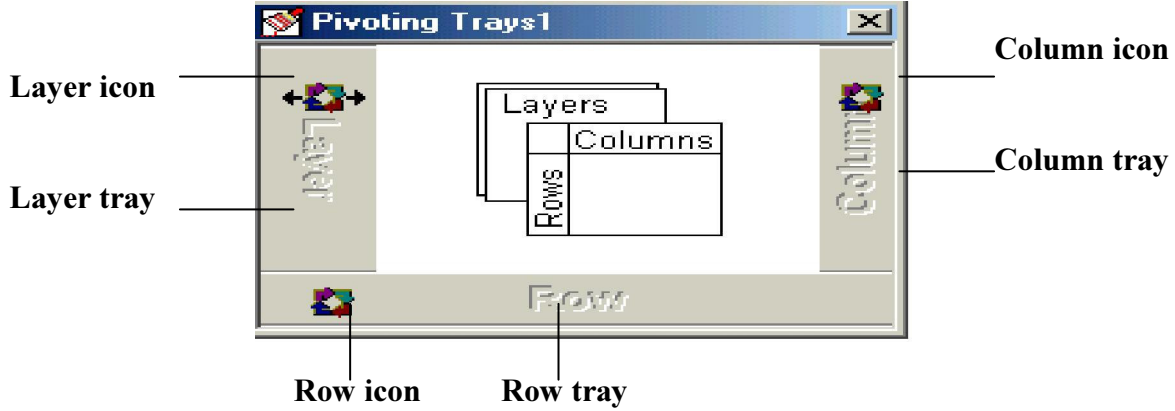 Pivoting Trays1
Column icon
Layer icon
Layers
Columns
Layer
Column
Column tray
Rows
Layer tray
Row
Row icon
Row tray